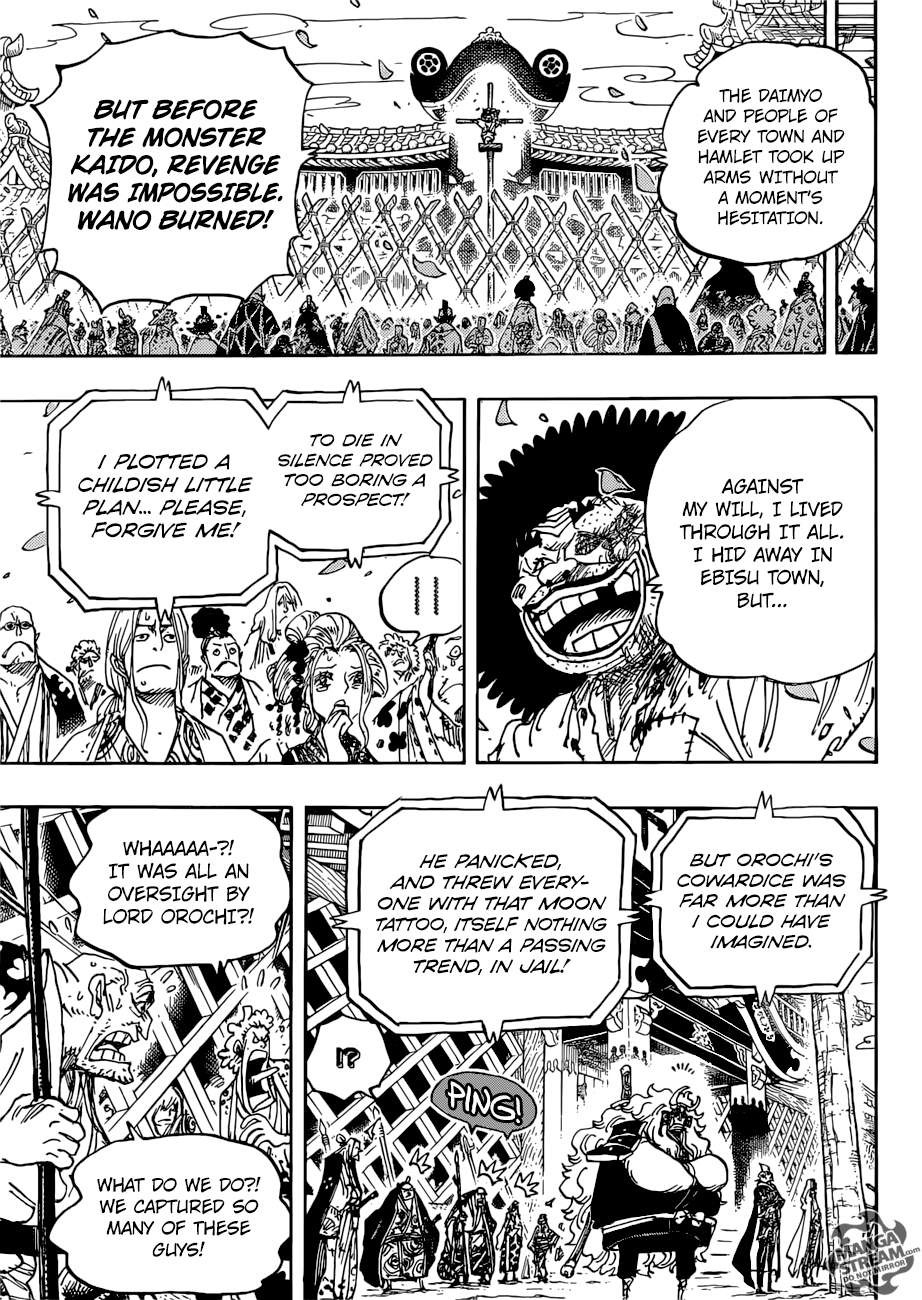 THE DAIMYO
AND PEOPLE OF
EVERY TOWN AND
HAMLET TOOK UP
ARMS WITHOUT
A MOMENT'S
HESITATION.
BUT BEFORE
THE MONSTER
KAIDO, REVENGE
WAS IMPOSSIBLE.
WANO BURNED!
AGAINST
MY WILL, I LIVED
THROUGH IT ALL.
I HID AWAY IN
EBISU TOWN,
BUT...
TO DIE IN
SILENCE PROVED
TOO BORING A
PROSPECT!
I PLOTTED A
CHILDISH LITTLE
PLAN... PLEASE,
FORGIVE ME!
!!
BUT OROCHI'S
COWARDICE WAS
FAR MORE THAN
I COULD HAVE
IMAGINED.
HE PANICKED,
AND THREW EVERY-
ONE WITH THAT MOON
TATTOO, ITSELF NOTHING
MORE THAN A PASSING
TREND, IN JAIL!
!?
PING!
WHAAAAA-?!
IT WAS ALL AN
OVERSIGHT BY
LORD OROCHI?!
WHAT DO WE DO?!
WE CAPTURED SO
MANY OF THESE
GUYS!
MANGA
STREAM.COM
DO NOT MIRROR